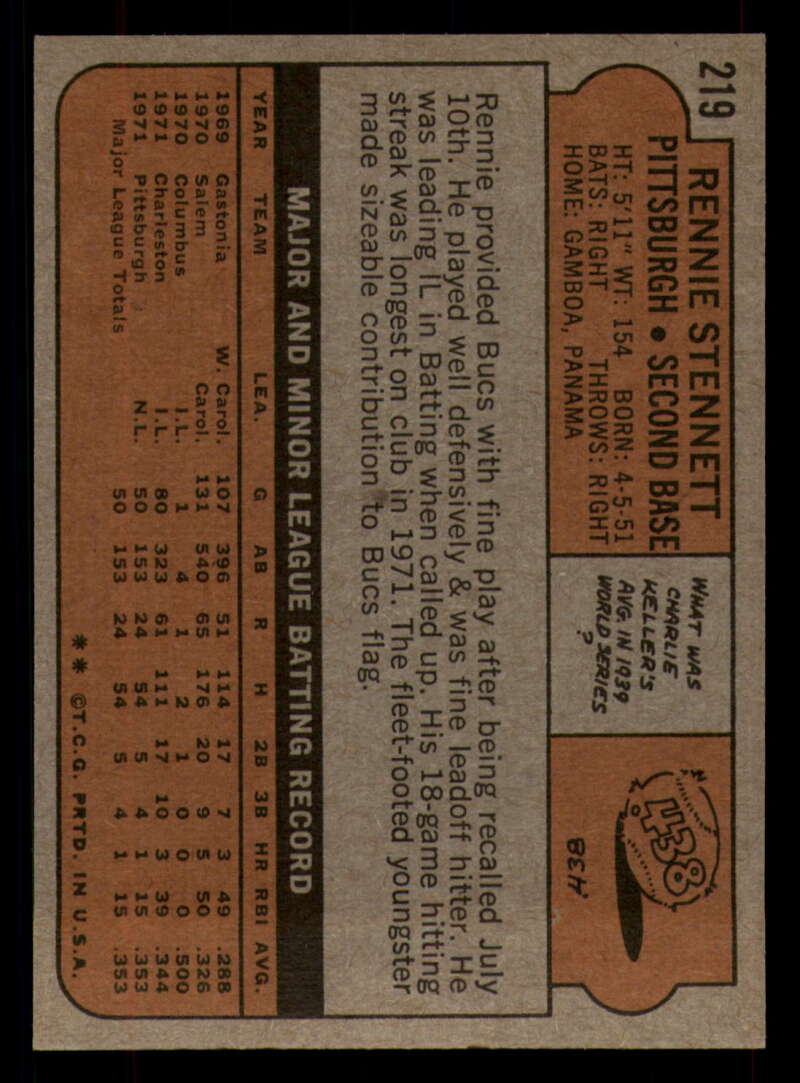 219
RENNIE STENNETT
PITTSBURGH • SECOND BASE
HT: 5'11" WT: 154 BORN: 4-5-51
BATS: RIGHT THROWS: RIGHT
HOME: GAMBOA, PANAMA
WHAT WAS
CHARLIE
KELLER'S
AVG. IN 1939
WORLD SERIES
?
438
.438
Rennie provided Bucs with fine play after being recalled July
10th. He played well defensively & was fine leadoff hitter. He
was leading IL in Batting when called up. His 18-game hitting
streak was longest on club in 1971. The fleet-footed youngster
made sizeable contribution to Bucs flag.
MAJOR AND MINOR LEAGUE BATTING RECORD
YEAR TEAM LEA. G AB R H 2B 3B HR RBI AVG.
1969 Gastonia W. Carol. 107 396 51 114 17 7 3 49 .288
1970 Salem Carol. 131 540 65 176 20 9 5 50 .326
1970 Columbus I.L. 1 4 1 2 1 0 0 0 .500
1971 Charleston I.L. 80 323 61 111 17 10 3 39 .344
1971 Pittsburgh N.L. 50 153 24 54 5 4 1 15 .353
Major League Totals 50 153 24 54 5 4 1 15 .353
** ©T.C.G. PRTD. IN U.S.A.